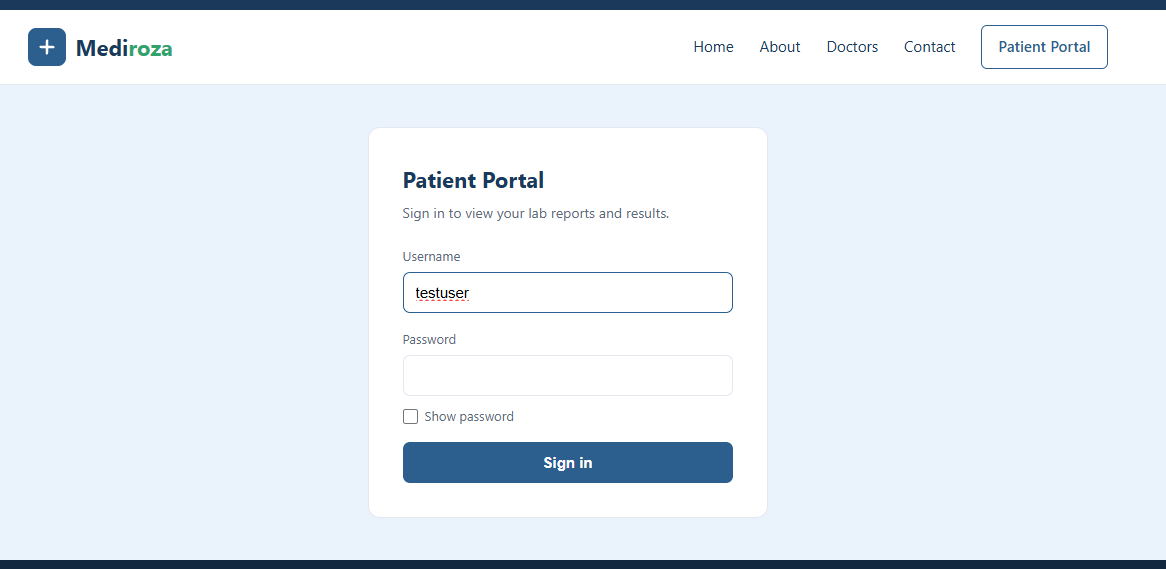 Mediroza
Home About Doctors Contact Patient Portal
Patient Portal
Sign in to view your lab reports and results.
Username
testuser
Password
Show password
Sign in